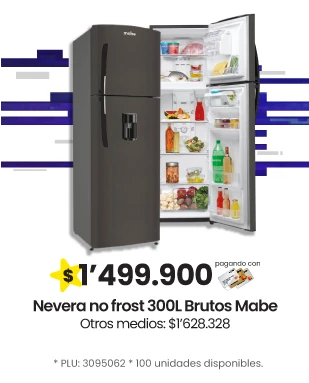 mabe
$1’499.900
pagando con
Nevera no frost 300L Brutos Mabe
Otros medios: $1’628.328
* PLU: 3095062 * 100 unidades disponibles.